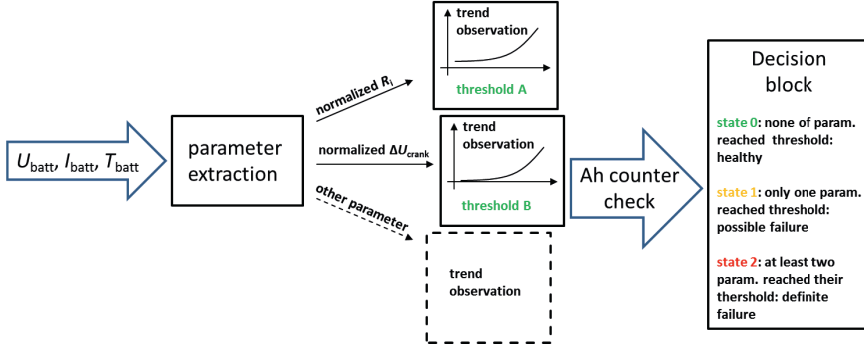 U_batt, I_batt, T_batt
parameter
extraction
normalized R_i
normalized ΔU_crank
other parameter
trend
observation
threshold A
trend
observation
threshold B
trend
observation
Ah counter
check
Decision
block
state 0: none of param.
reached threshold:
healthy
state 1: only one param.
reached threshold:
possible failure
state 2: at least two
param. reached their
thershold: definite
failure